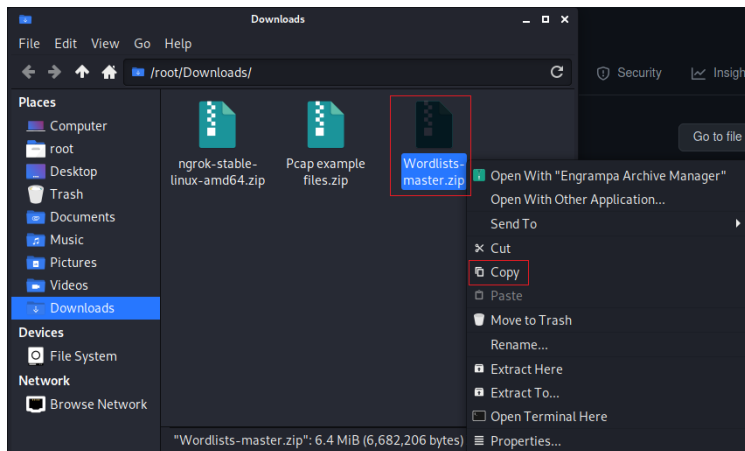 Downloads
File Edit View Go Help
/root/Downloads/
Security
Go to file
Places
Computer
root
Desktop
Trash
Documents
Music
Pictures
Videos
Downloads
Devices
File System
Network
Browse Network
ngrok-stable-
linux-amd64.zip
Pcap example
files.zip
Wordlists-
master.zip
Open With "Engrampa Archive Manager"
Open With Other Application...
Send To
Cut
Copy
Paste
Move to Trash
Rename...
Extract Here
Extract To...
Open Terminal Here
Properties...
"Wordlists-master.zip": 6.4 MiB (6,682,206 bytes)